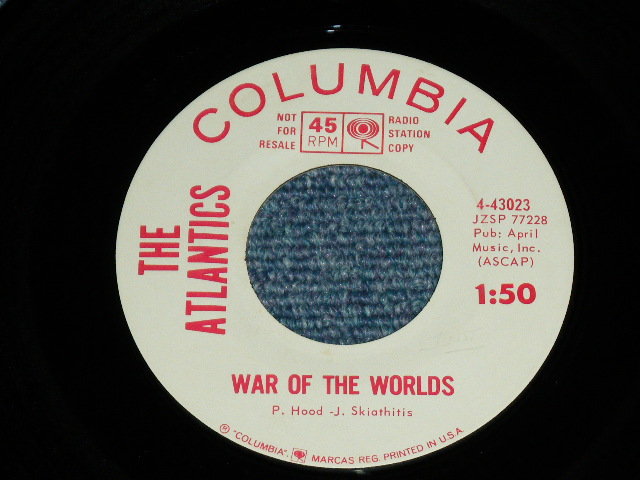 COLUMBIA
NOT
FOR
RESALE
45
RPM
RADIO
STATION
COPY
THE
ATLANTICS
4-43023
JZSP 77228
Pub: April
Music, Inc.
(ASCAP)
1:50
WAR OF THE WORLDS
P. Hood -J. Skiathitis
® "COLUMBIA". MARCAS REG. PRINTED IN U.S.A.